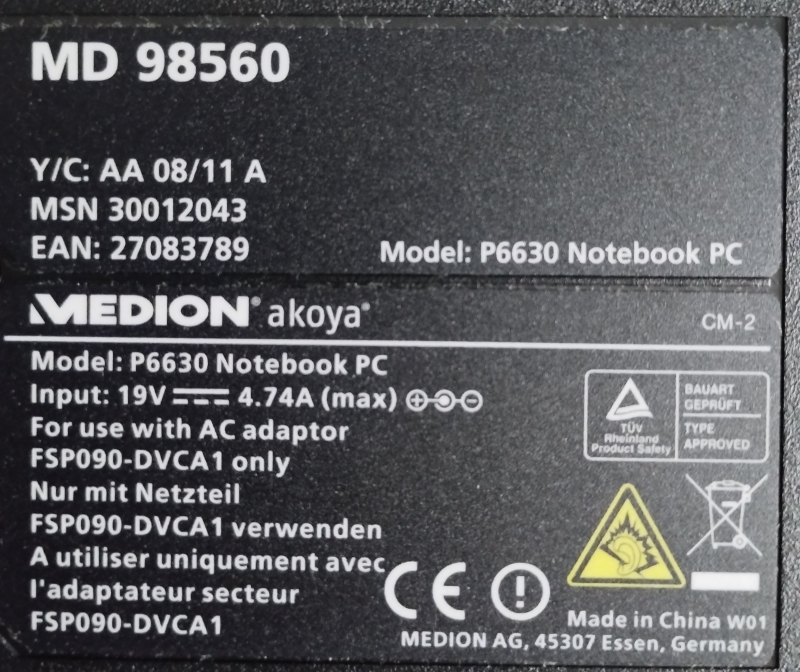 MD 98560
Y/C: AA 08/11 A
MSN 30012043
EAN: 27083789
Model: P6630 Notebook PC
MEDION® akoya®
CM-2
Model: P6630 Notebook PC
Input: 19V 4.74A (max)
For use with AC adaptor
FSP090-DVCA1 only
Nur mit Netzteil
FSP090-DVCA1 verwenden
A utiliser uniquement avec
l'adaptateur secteur
FSP090-DVCA1
TÜV
Rheinland
Product Safety
BAUART
GEPRÜFT
TYPE
APPROVED
CE
Made in China W01
MEDION AG, 45307 Essen, Germany